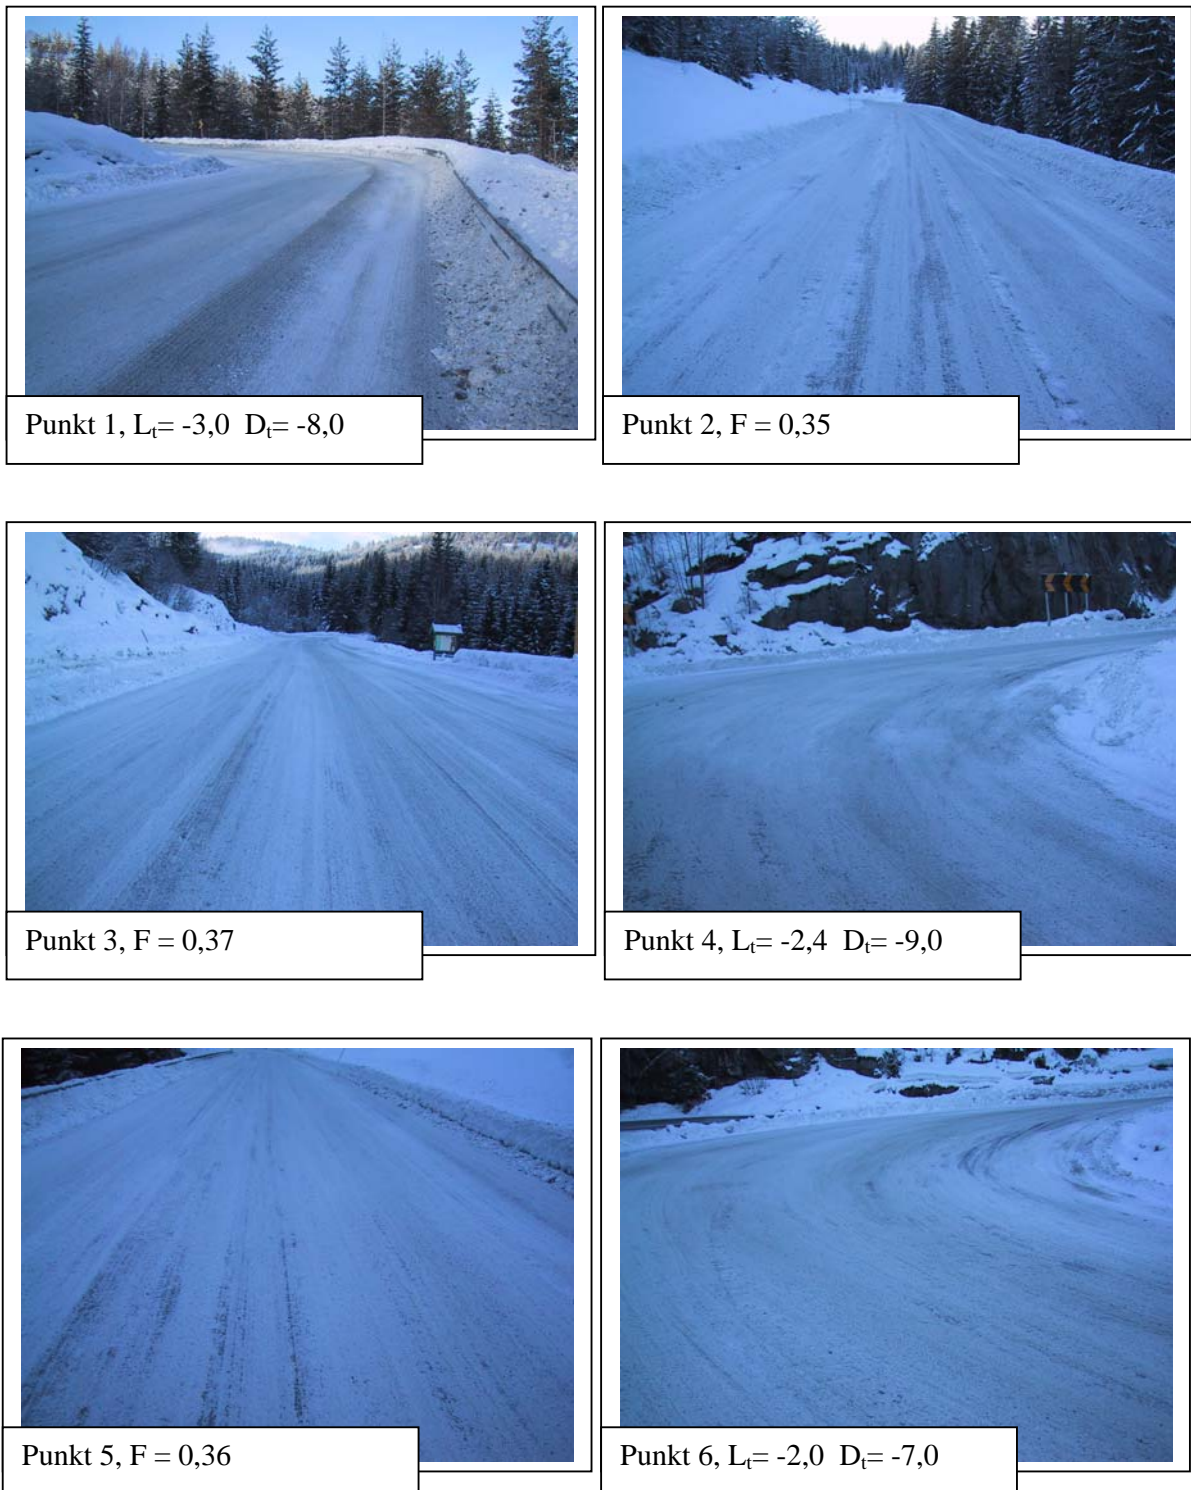 Punkt 1, Lt= -3,0 Dt= -8,0
Punkt 2, F = 0,35
Punkt 3, F = 0,37
Punkt 4, Lt= -2,4 Dt= -9,0
Punkt 5, F = 0,36
Punkt 6, Lt= -2,0 Dt= -7,0